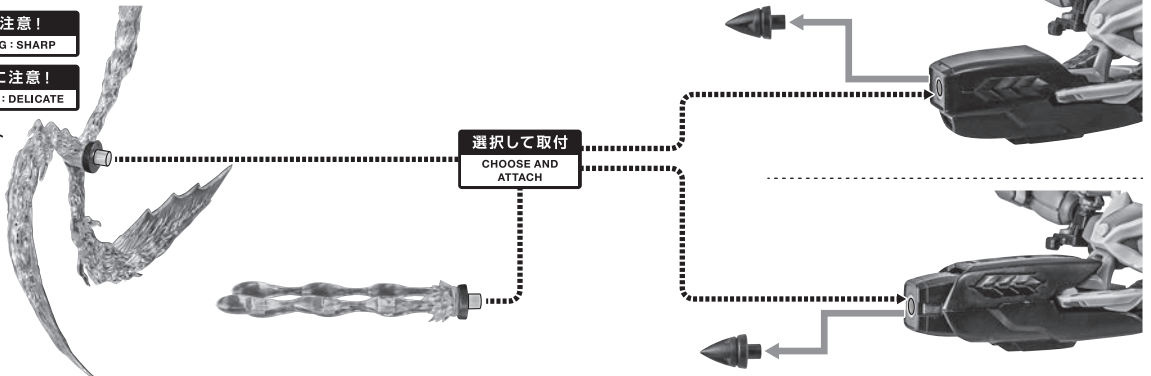 注意！
G : SHARP
に注意！
: DELICATE
選択して取付
CHOOSE AND
ATTACH